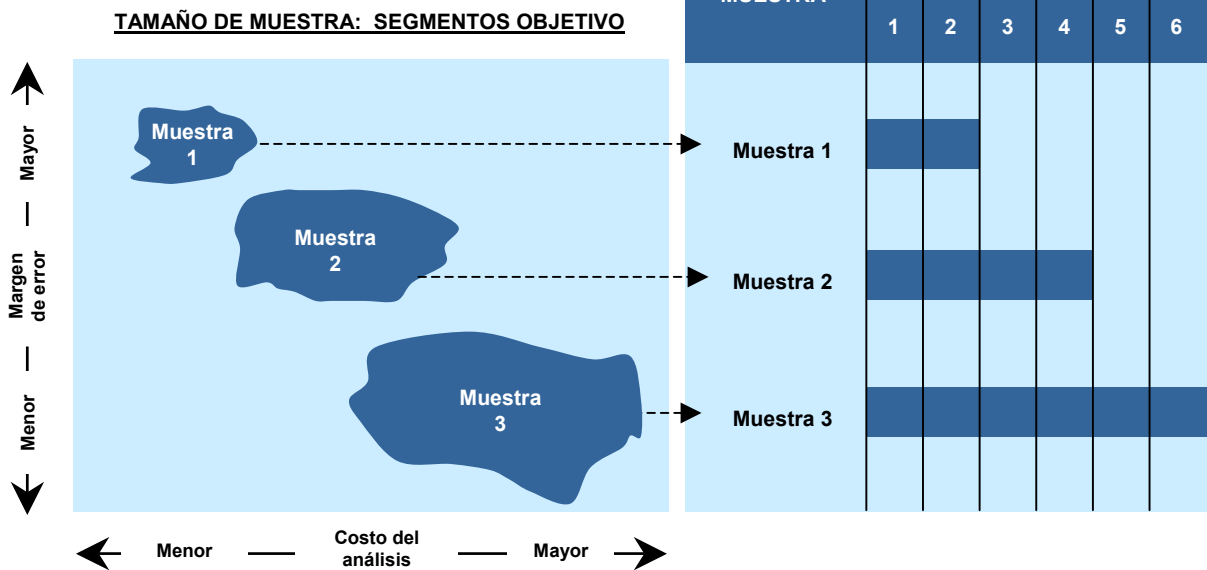 TAMAÑO DE MUESTRA: SEGMENTOS OBJETIVO
MUESTRA
1 2 3 4 5 6
Mayor
Margen
de error
Menor
Muestra
1
Muestra
2
Muestra
3
Muestra 1
Muestra 2
Muestra 3
Menor
Costo del
análisis
Mayor